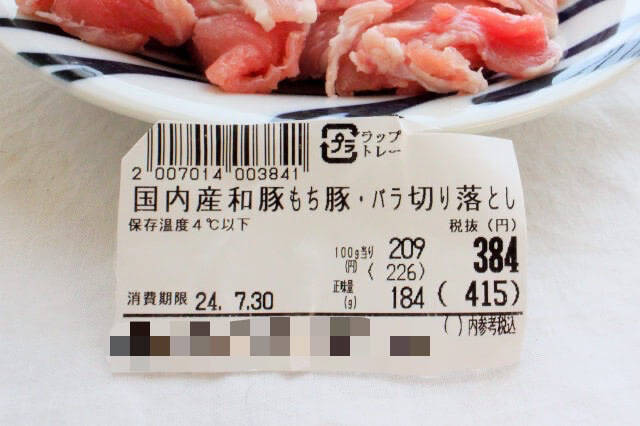 プラ
ラップ
トレー
2 007014 003841
国内産和豚もち豚・バラ切り落とし
保存温度4℃以下
税抜(円)
100g当り 209 384
(円) (226)
正味量
(g) 184 (415)
消費期限 24. 7.30
( )内参考税込